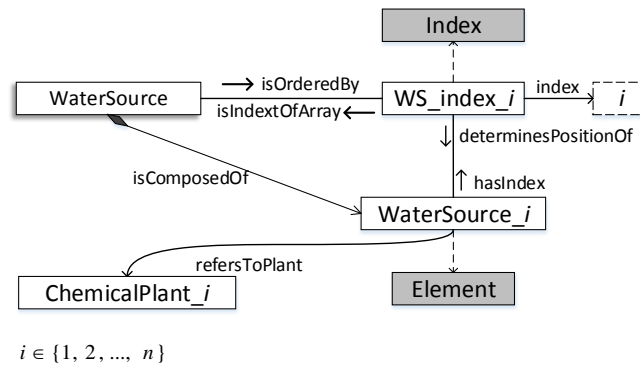 Index
isOrderedBy
index
WaterSource
WS_index_i
i
isIndextOfArray
determinesPositionOf
isComposedOf
hasIndex
WaterSource_i
refersToPlant
ChemicalPlant_i
Element
i ∈ {1, 2, ..., n}